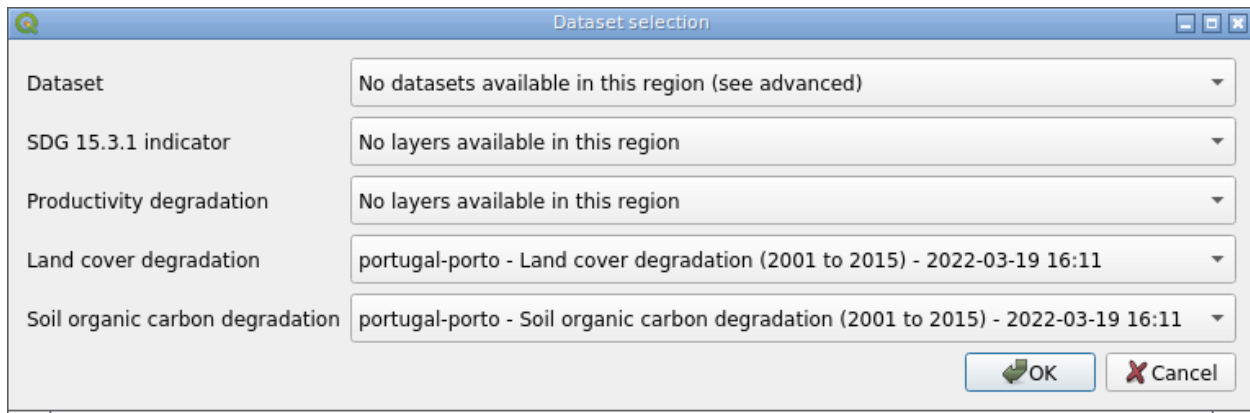 Dataset selection
Dataset No datasets available in this region (see advanced)
SDG 15.3.1 indicator No layers available in this region
Productivity degradation No layers available in this region
Land cover degradation portugal-porto - Land cover degradation (2001 to 2015) - 2022-03-19 16:11
Soil organic carbon degradation portugal-porto - Soil organic carbon degradation (2001 to 2015) - 2022-03-19 16:11
OK Cancel